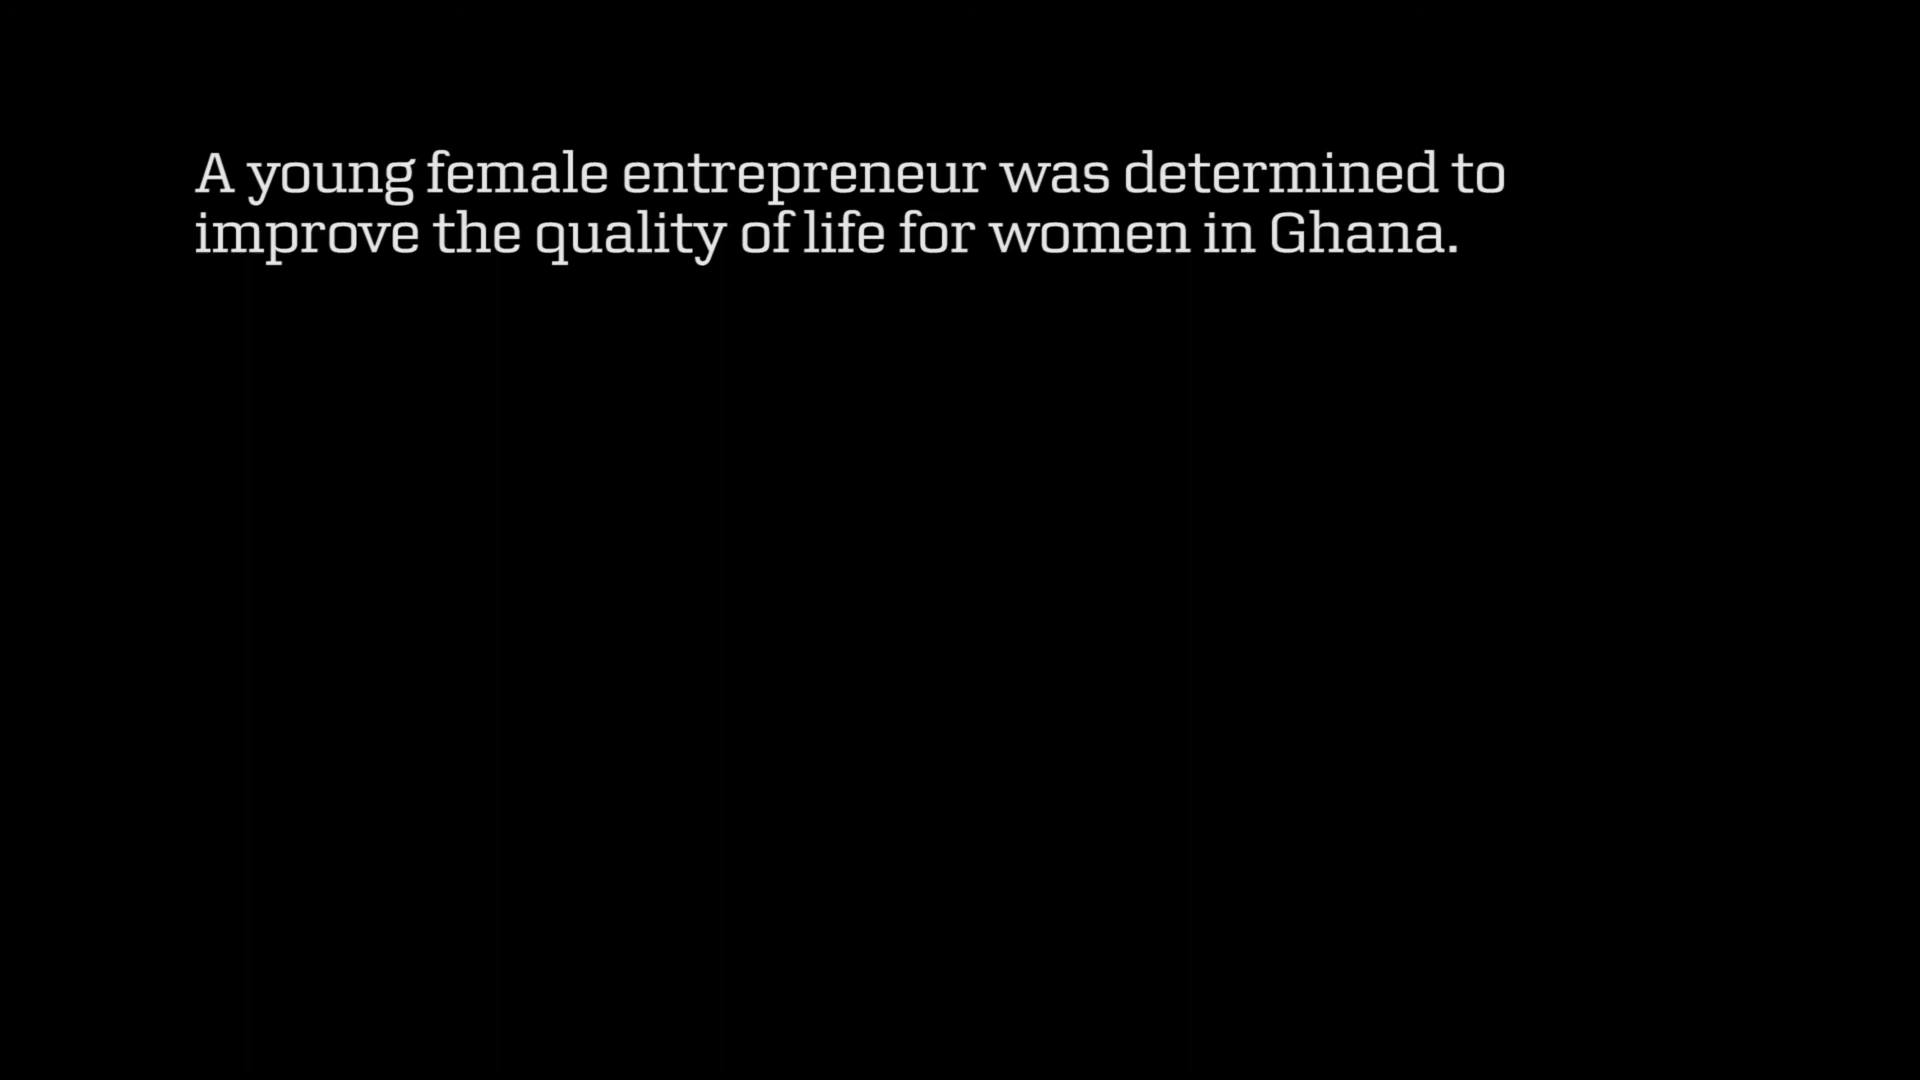 A young female entrepreneur was determined to
improve the quality of life for women in Ghana.